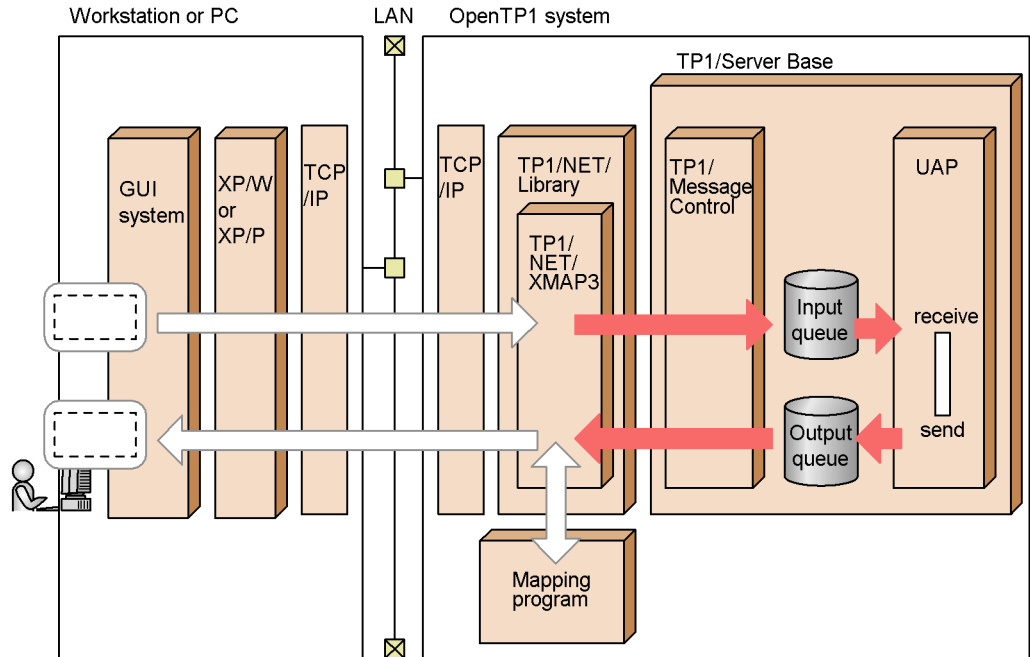 Workstation or PC
LAN
OpenTP1 system
TP1/Server Base
GUI
system
XP/W
or
XP/P
TCP
/IP
TCP
/IP
TP1/NET/
Library
TP1/
NET/
XMAP3
TP1/
Message
Control
UAP
Input
queue
receive
send
Output
queue
Mapping
program